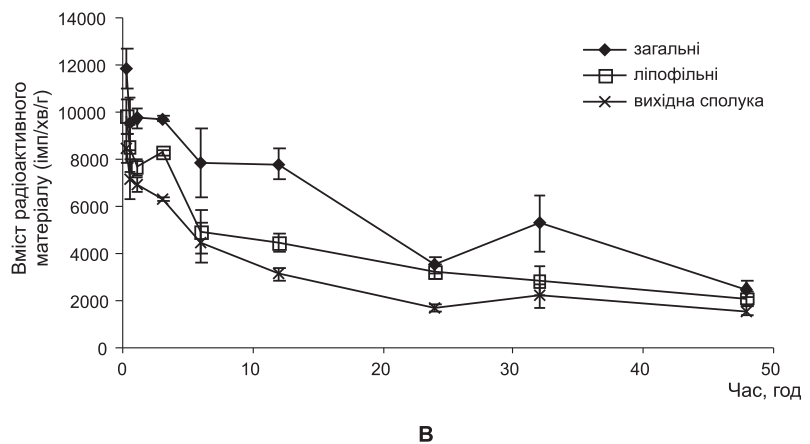 14000
12000
10000
8000
6000
4000
2000
0
Вміст радіоактивного
матеріалу (імп/хв/г)
загальні
ліпофільні
вихідна сполука
0 10 20 30 40 50
Час, год
В